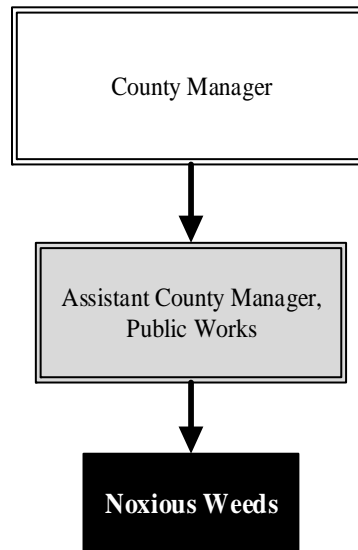 County Manager
Assistant County Manager,
Public Works
Noxious Weeds